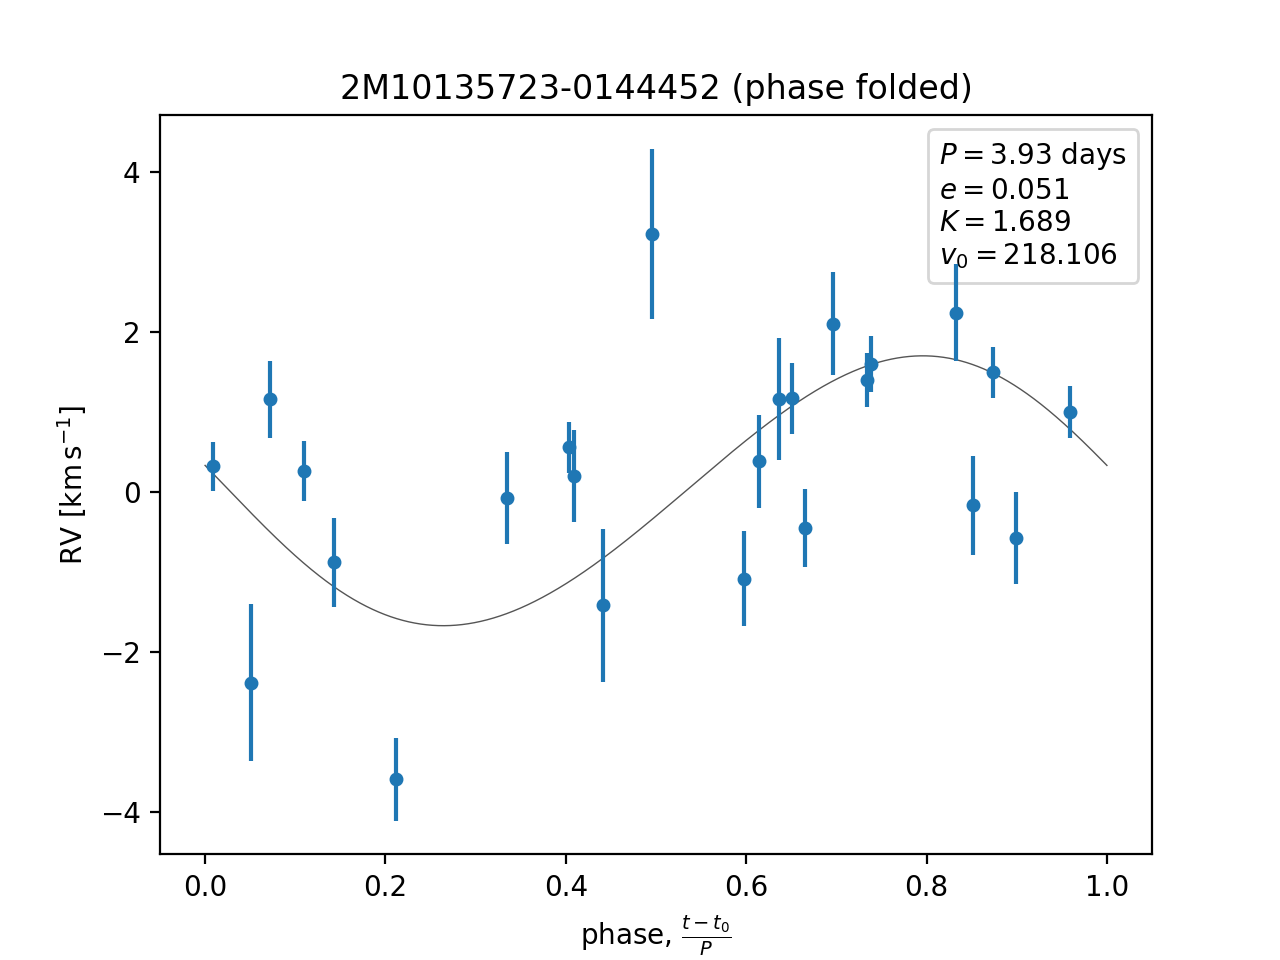 2M10135723-0144452 (phase folded)
P = 3.93 days
e = 0.051
K = 1.689
v₀ = 218.106
4
2
0
−2
−4
RV [km s⁻¹]
0.0 0.2 0.4 0.6 0.8 1.0
phase, (t − t₀)/P